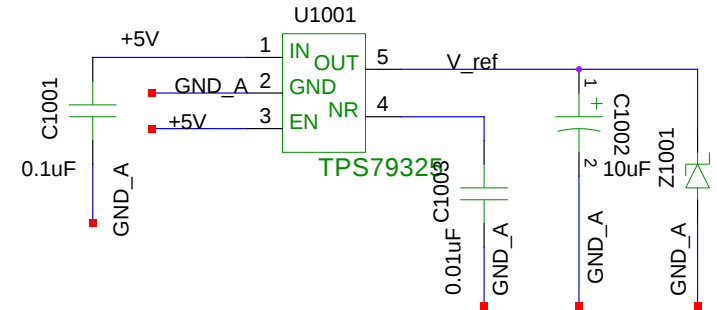 U1001
+5V
1
IN
OUT
5
V_ref
GND_A
2
GND
+5V
3
EN
NR
4
TPS79325
C1001
0.1uF
GND_A
C1003
0.01uF
GND_A
1
+
C1002
2
10uF
GND_A
Z1001
GND_A